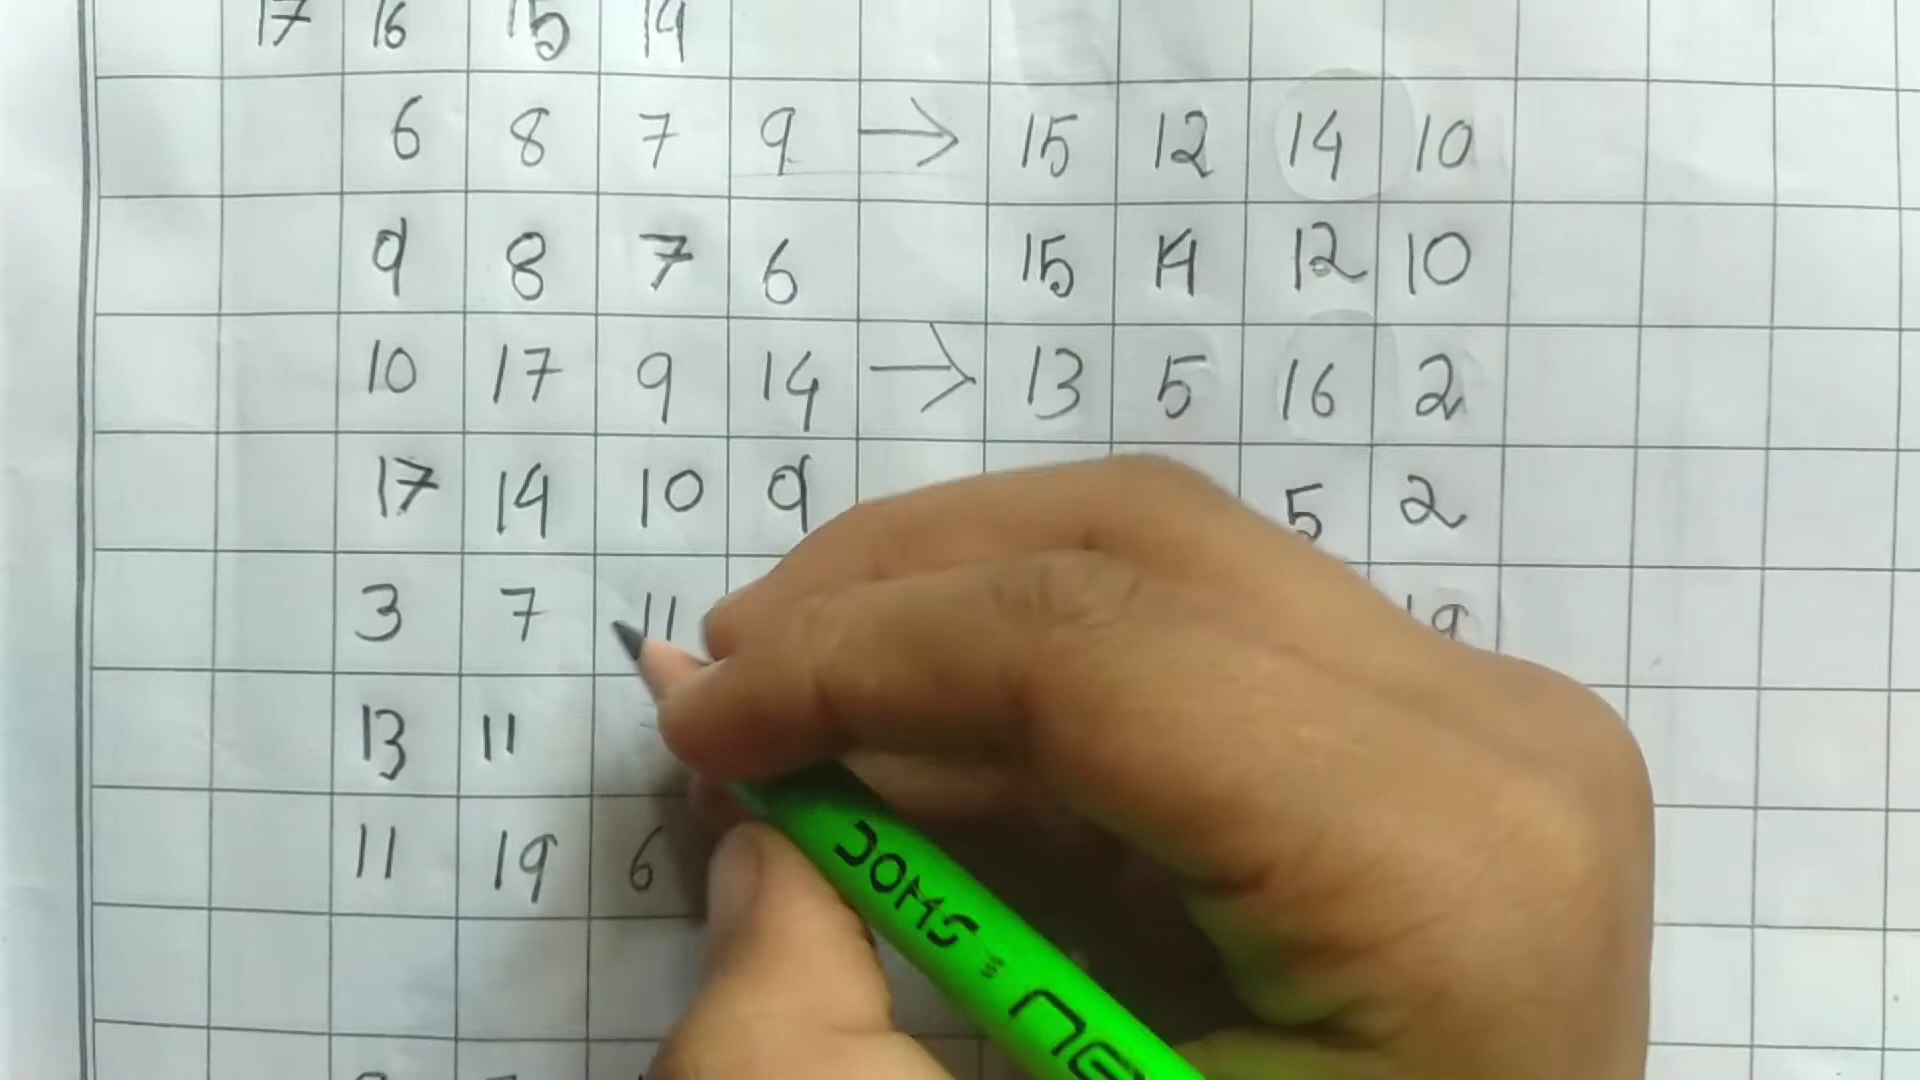 17 16 15 14
6 8 7 9 → 15 12 14 10
9 8 7 6 15 14 12 10
10 17 9 14 → 13 5 16 2
17 14 10 9 5 2
3 7 11 19
13 11
11 19 6
DOMS